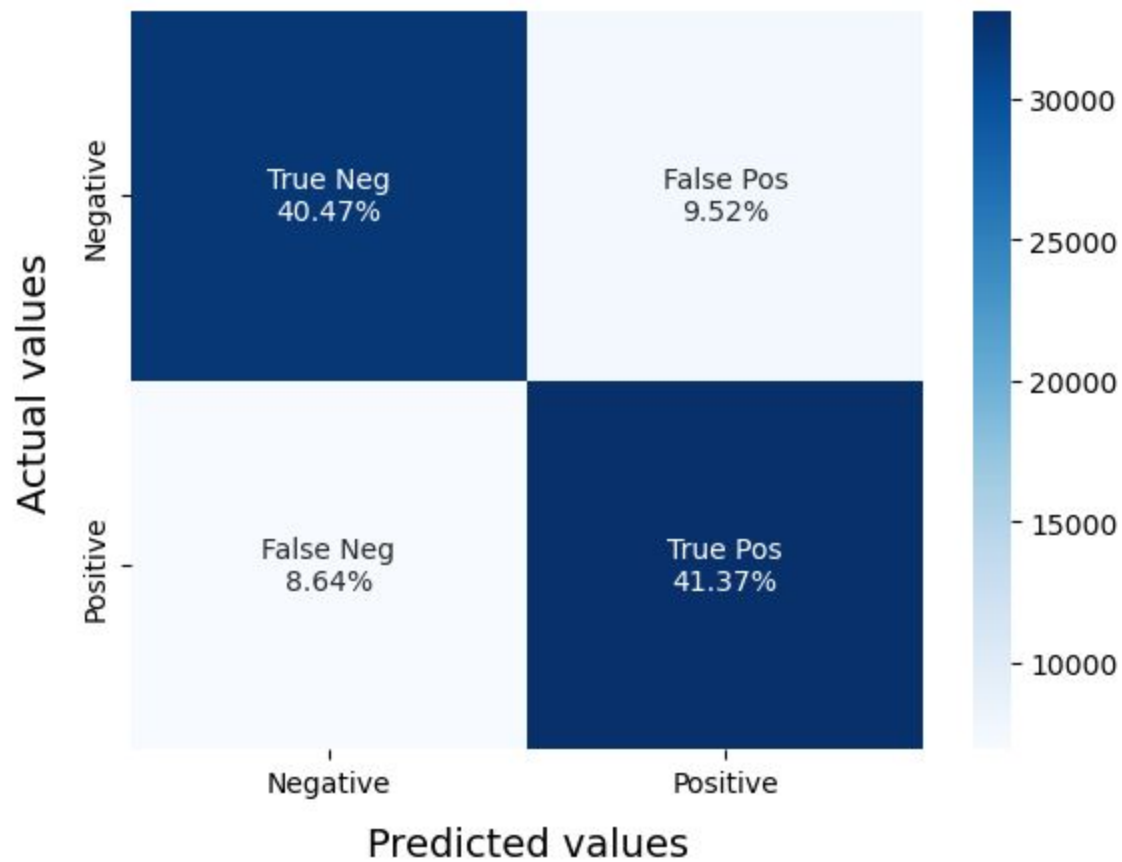 Actual values
Negative
Positive
True Neg
40.47%
False Pos
9.52%
False Neg
8.64%
True Pos
41.37%
Negative
Positive
Predicted values
30000
25000
20000
15000
10000